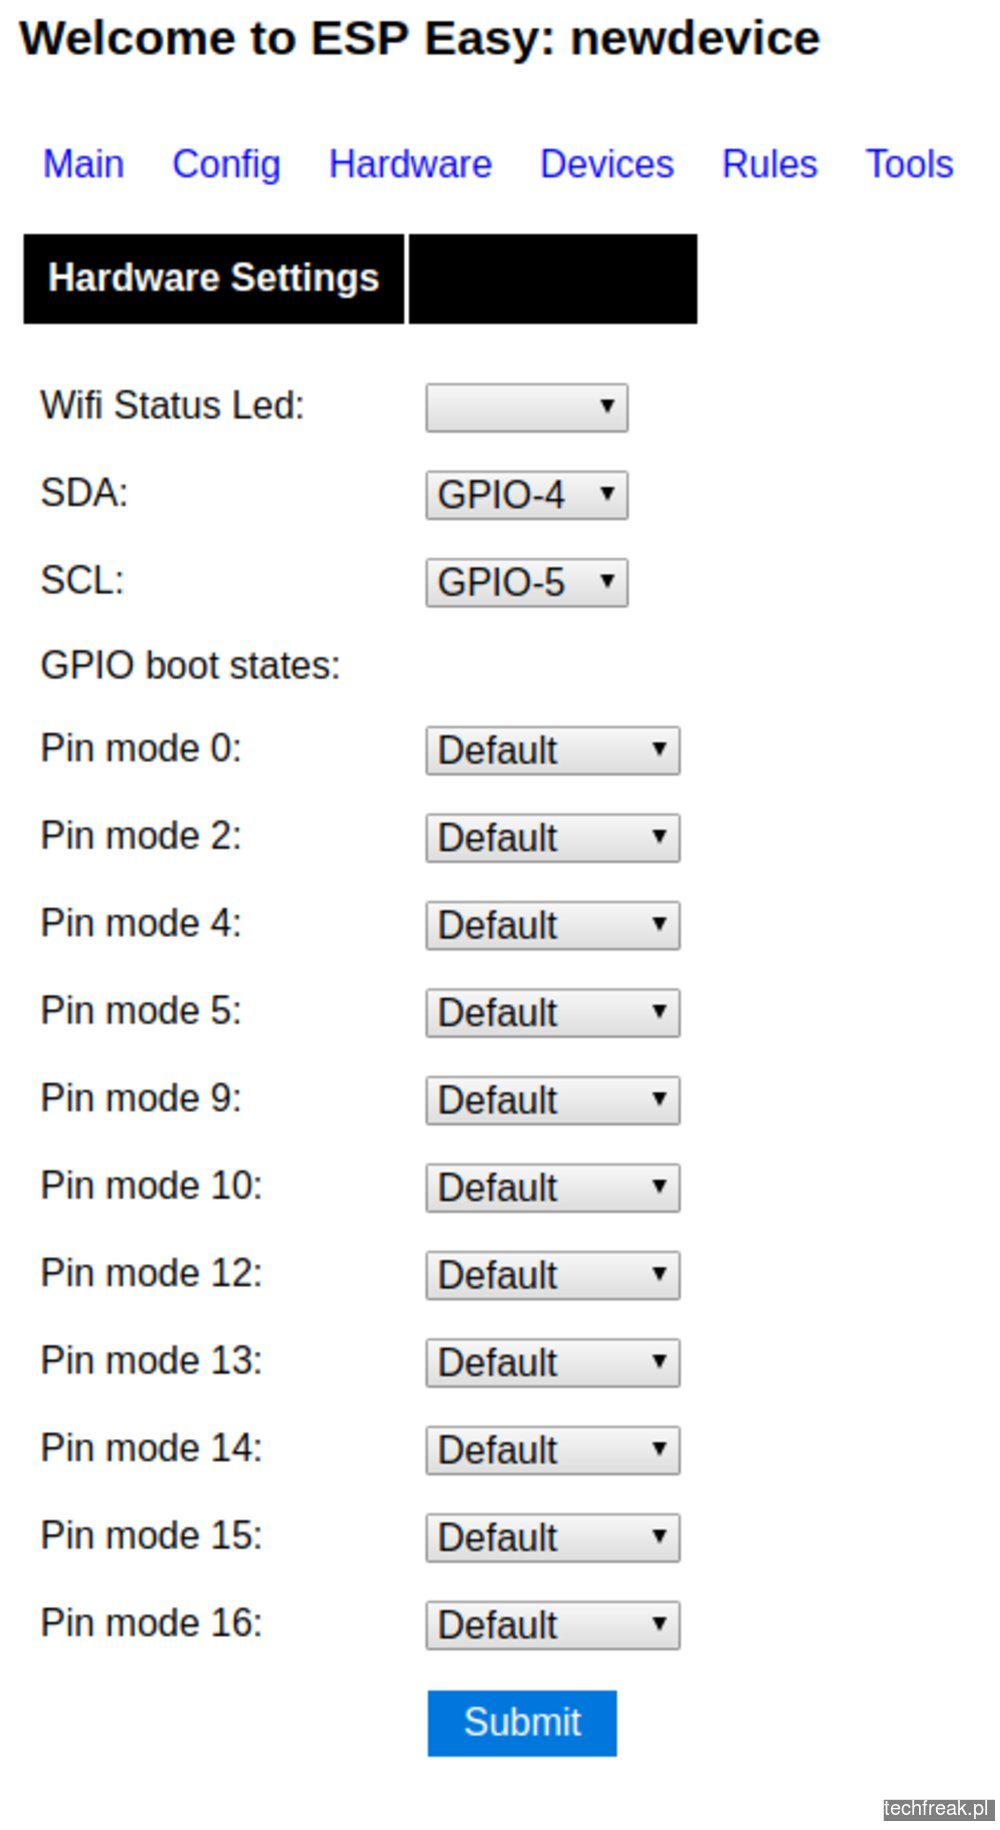 Welcome to ESP Easy: newdevice
Main Config Hardware Devices Rules Tools
Hardware Settings
Wifi Status Led:
SDA: GPIO-4
SCL: GPIO-5
GPIO boot states:
Pin mode 0: Default
Pin mode 2: Default
Pin mode 4: Default
Pin mode 5: Default
Pin mode 9: Default
Pin mode 10: Default
Pin mode 12: Default
Pin mode 13: Default
Pin mode 14: Default
Pin mode 15: Default
Pin mode 16: Default
Submit
techfreak.pl